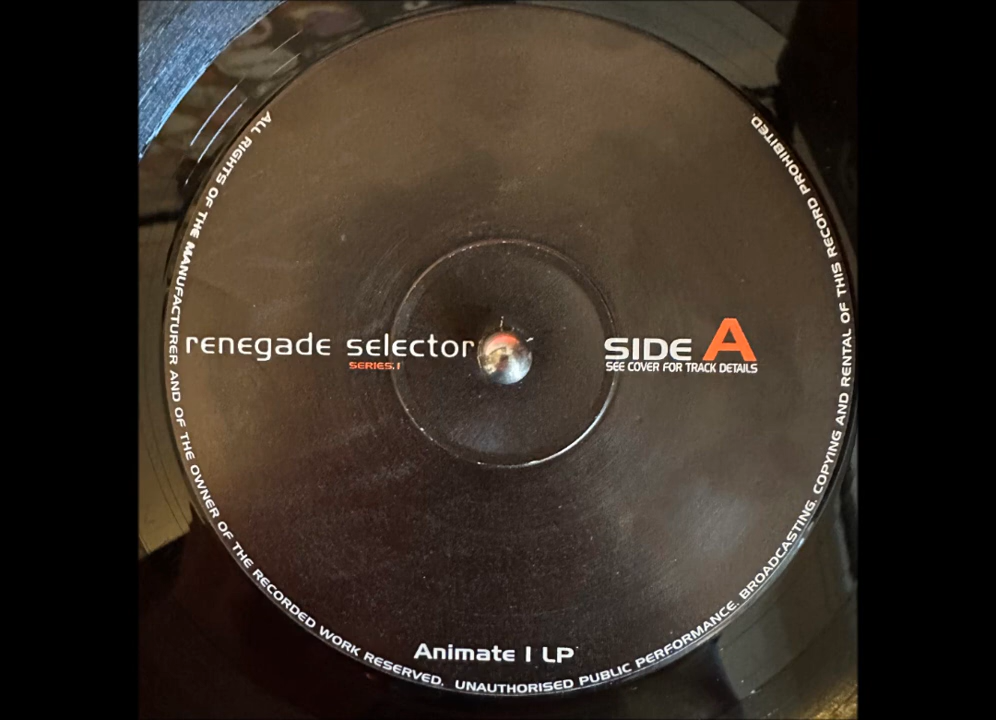 renegade selector
SERIES.1
SIDE A
SEE COVER FOR TRACK DETAILS
Animate 1 LP
ALL RIGHTS OF THE MANUFACTURER AND OF THE OWNER OF THE RECORDED WORK RESERVED. UNAUTHORISED PUBLIC PERFORMANCE. BROADCASTING. COPYING AND RENTAL OF THIS RECORD PROHIBITED.